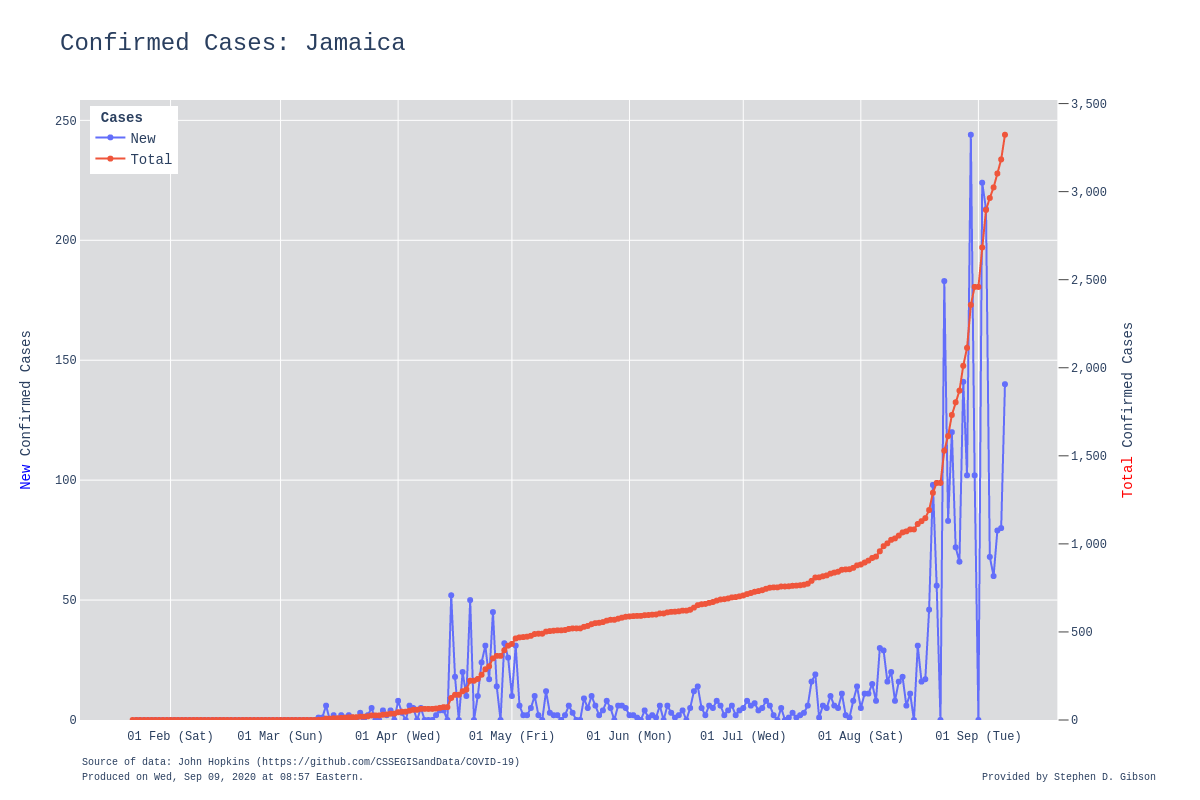 Confirmed Cases: Jamaica
Cases
New
Total
250
200
150
100
50
0
3,500
3,000
2,500
2,000
1,500
1,000
500
0
New Confirmed Cases
Total Confirmed Cases
01 Feb (Sat) 01 Mar (Sun) 01 Apr (Wed) 01 May (Fri) 01 Jun (Mon) 01 Jul (Wed) 01 Aug (Sat) 01 Sep (Tue)
Source of data: John Hopkins (https://github.com/CSSEGISandData/COVID-19)
Produced on Wed, Sep 09, 2020 at 08:57 Eastern.
Provided by Stephen D. Gibson